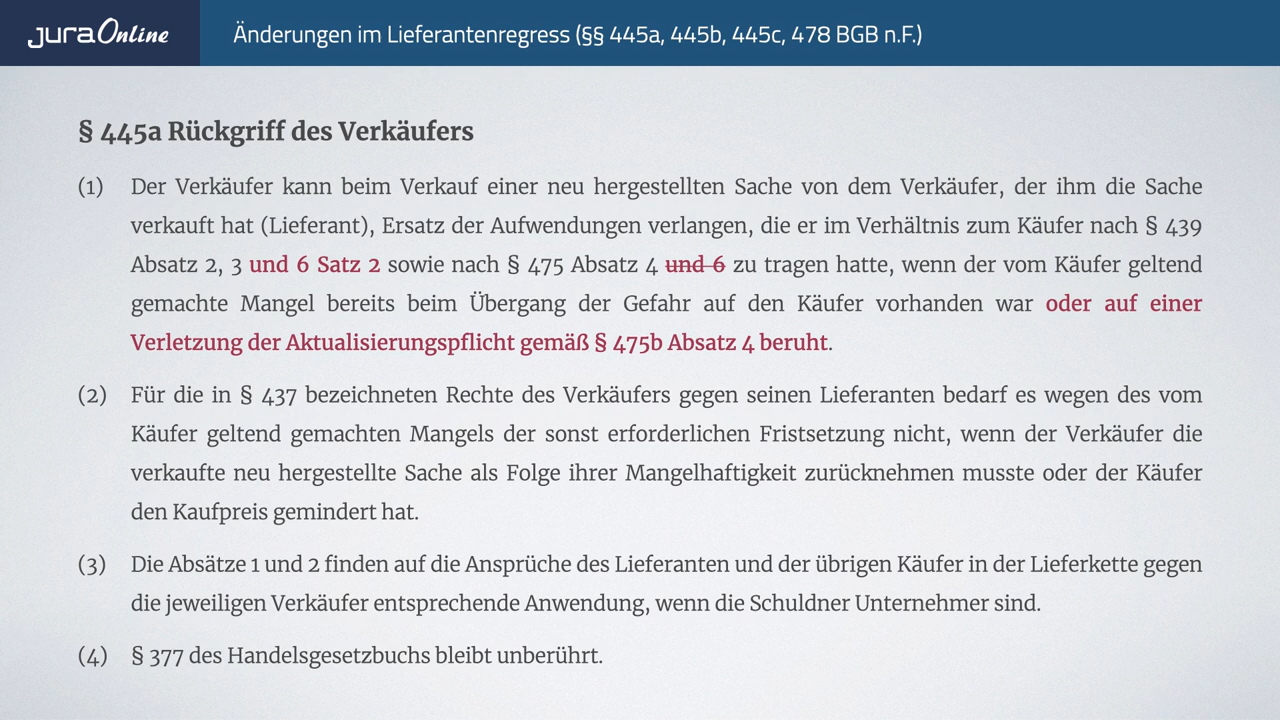 juraOnline
Änderungen im Lieferantenregress (§§ 445a, 445b, 445c, 478 BGB n.F.)
§ 445a Rückgriff des Verkäufers
(1) Der Verkäufer kann beim Verkauf einer neu hergestellten Sache von dem Verkäufer, der ihm die Sache
verkauft hat (Lieferant), Ersatz der Aufwendungen verlangen, die er im Verhältnis zum Käufer nach § 439
Absatz 2, 3 und 6 Satz 2 sowie nach § 475 Absatz 4 und 6 zu tragen hatte, wenn der vom Käufer geltend
gemachte Mangel bereits beim Übergang der Gefahr auf den Käufer vorhanden war oder auf einer
Verletzung der Aktualisierungspflicht gemäß § 475b Absatz 4 beruht.
(2) Für die in § 437 bezeichneten Rechte des Verkäufers gegen seinen Lieferanten bedarf es wegen des vom
Käufer geltend gemachten Mangels der sonst erforderlichen Fristsetzung nicht, wenn der Verkäufer die
verkaufte neu hergestellte Sache als Folge ihrer Mangelhaftigkeit zurücknehmen musste oder der Käufer
den Kaufpreis gemindert hat.
(3) Die Absätze 1 und 2 finden auf die Ansprüche des Lieferanten und der übrigen Käufer in der Lieferkette gegen
die jeweiligen Verkäufer entsprechende Anwendung, wenn die Schuldner Unternehmer sind.
(4) § 377 des Handelsgesetzbuchs bleibt unberührt.